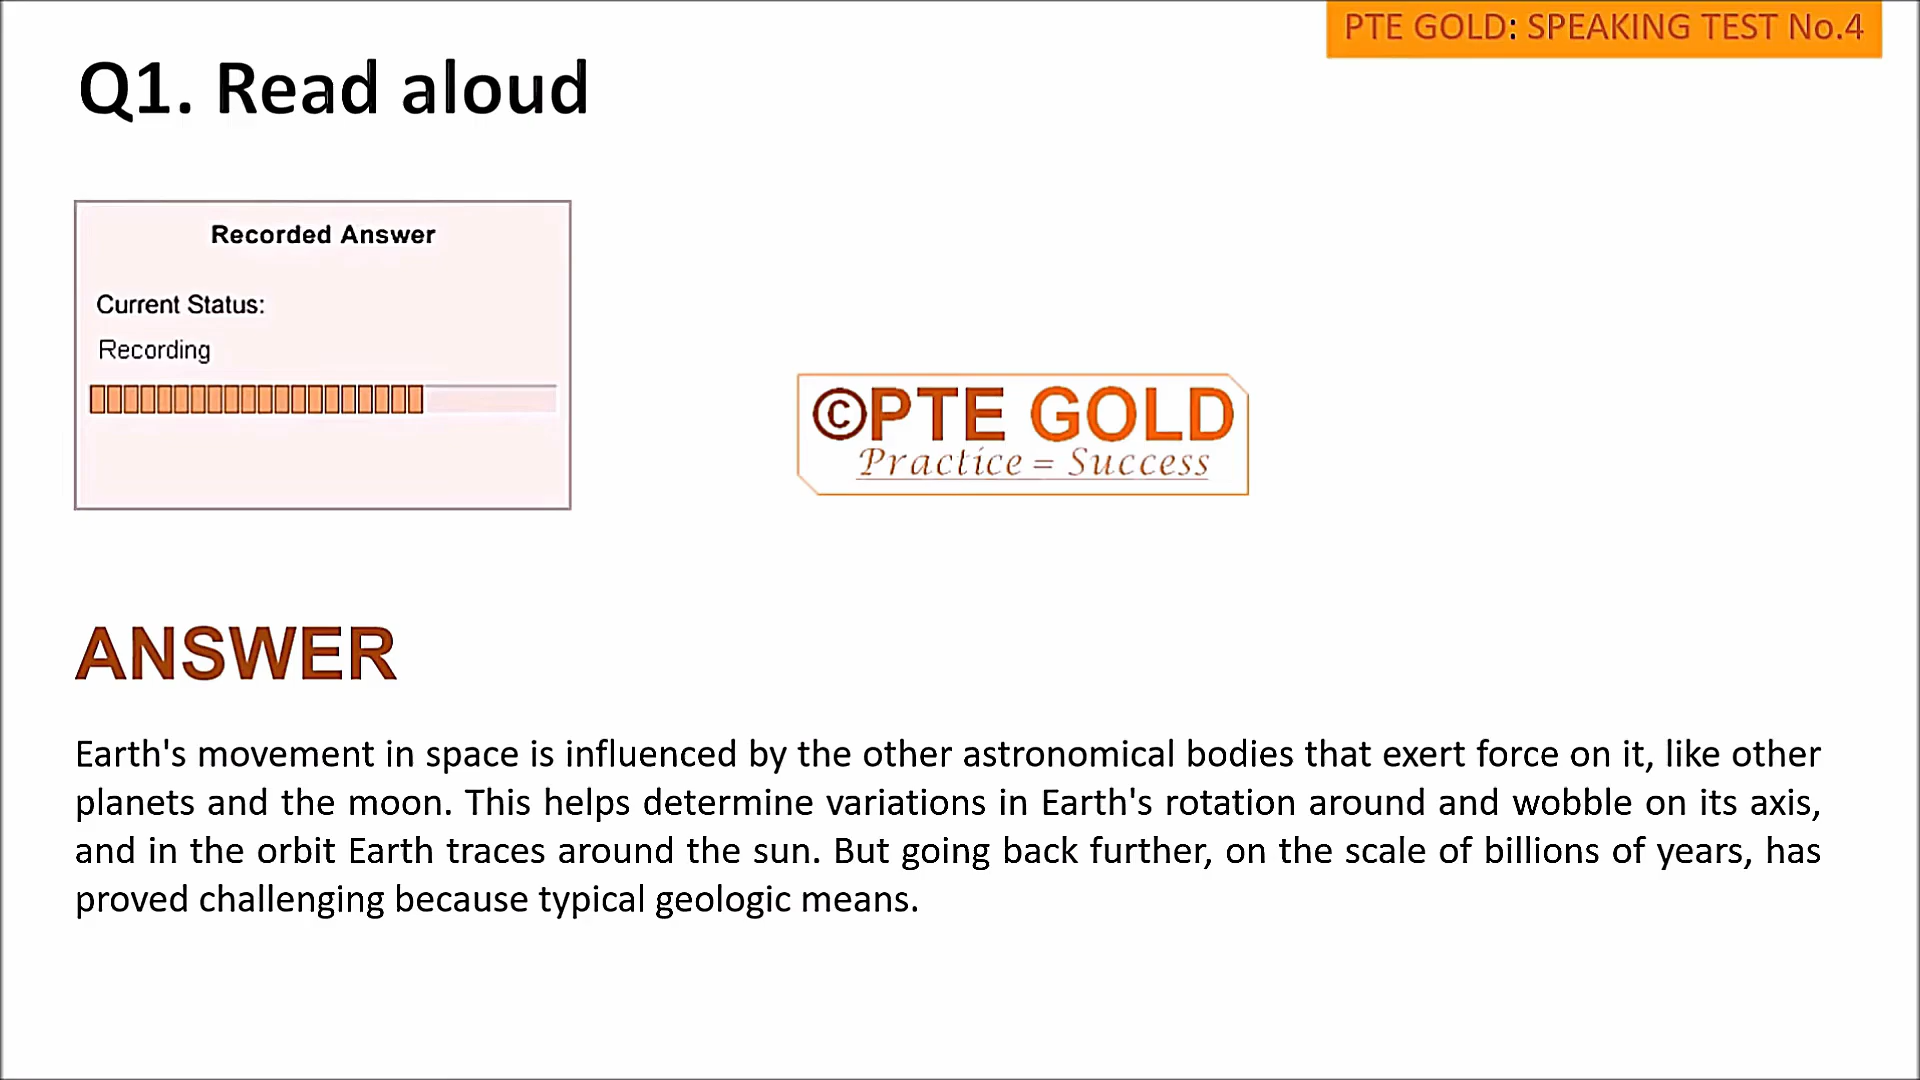 PTE GOLD: SPEAKING TEST No.4
Q1. Read aloud
Recorded Answer
Current Status:
Recording
©PTE GOLD
Practice = Success
ANSWER
Earth's movement in space is influenced by the other astronomical bodies that exert force on it, like other
planets and the moon. This helps determine variations in Earth's rotation around and wobble on its axis,
and in the orbit Earth traces around the sun. But going back further, on the scale of billions of years, has
proved challenging because typical geologic means.